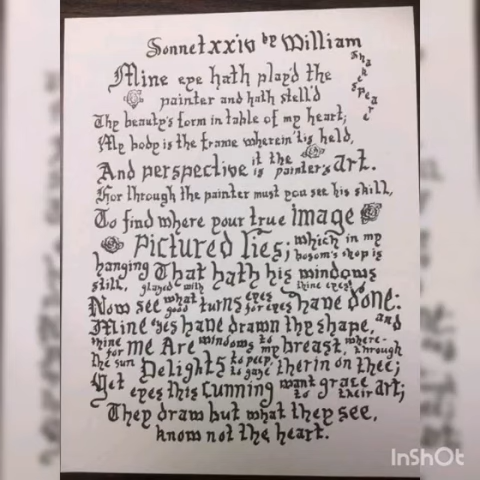 Sonnet xxiv by William Shakespeare
Mine eye hath play'd the
painter and hath stell'd
Thy beauty's form in table of my heart;
My body is the frame wherein 'tis held,
And perspective it is the painter's art.
For through the painter must you see his skill,
To find where your true image
Pictured lies; which in my bosom's shop is
hanging still, That hath his windows
glazed with thine eyes.
Now see what good turns eyes for eyes have done:
Mine eyes have drawn thy shape, and
thine for me Are windows to my breast, where-through
the sun Delights to peep, to gaze therin on thee;
Yet eyes this cunning want to grace their art;
They draw but what they see,
know not the heart.
InShOt